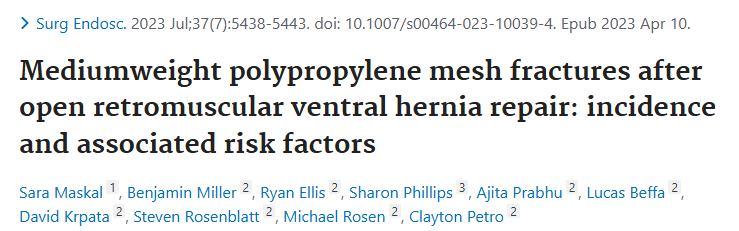 Surg Endosc. 2023 Jul;37(7):5438-5443. doi: 10.1007/s00464-023-10039-4. Epub 2023 Apr 10.
Mediumweight polypropylene mesh fractures after
open retromuscular ventral hernia repair: incidence
and associated risk factors
Sara Maskal 1, Benjamin Miller 2, Ryan Ellis 2, Sharon Phillips 3, Ajita Prabhu 2, Lucas Beffa 2,
David Krpata 2, Steven Rosenblatt 2, Michael Rosen 2, Clayton Petro 2